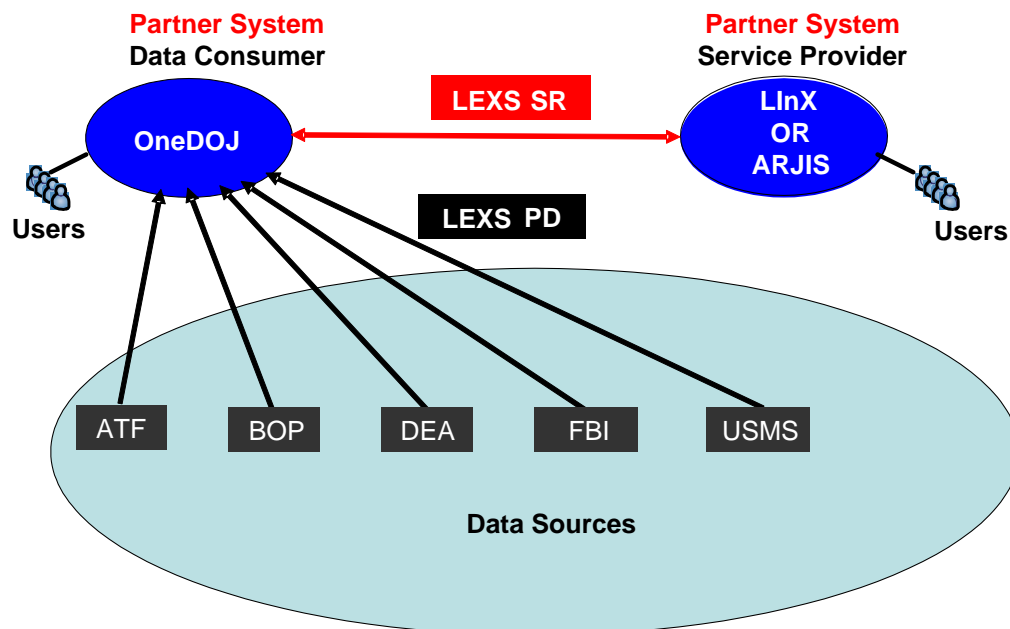 Partner System
Data Consumer
Partner System
Service Provider
LEXS SR
OneDOJ
LInX
OR
ARJIS
Users
LEXS PD
Users
ATF
BOP
DEA
FBI
USMS
Data Sources